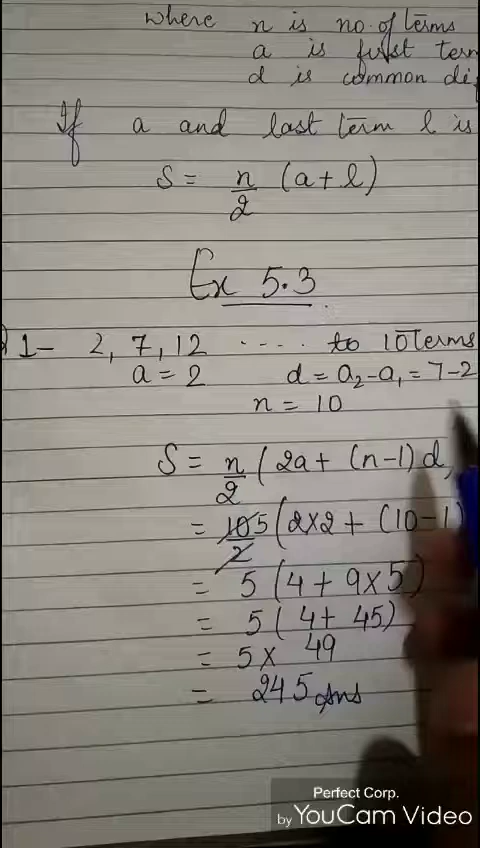 where n is no. of terms
a is first term
d is common dif
If a and last term l is
S = n/2 (a + l)
Ex 5.3
1- 2, 7, 12 .... to 10 terms
a = 2 d = a₂-a₁ = 7-2
n = 10
S = n/2 (2a + (n-1) d
= 10/2 5 (2×2 + (10-1)
= 5 (4 + 9×5)
= 5 (4 + 45)
= 5 × 49
= 245 Ans
Perfect Corp.
by YouCam Video